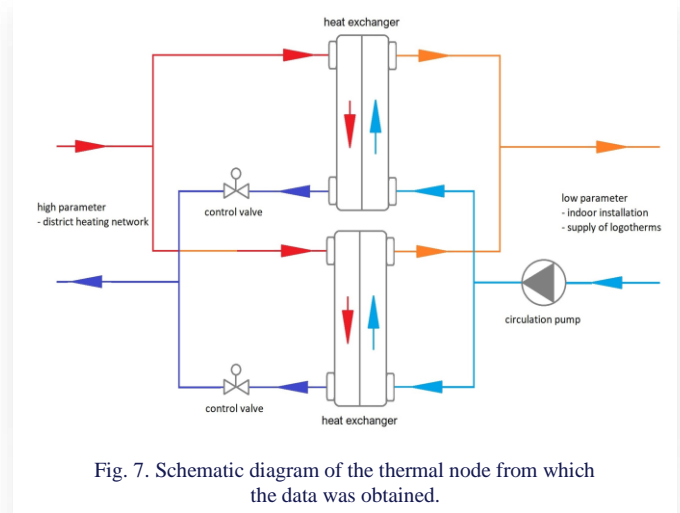 heat exchanger
high parameter
- district heating network
control valve
low parameter
- indoor installation
- supply of logotherms
circulation pump
control valve
heat exchanger
Fig. 7. Schematic diagram of the thermal node from which
the data was obtained.